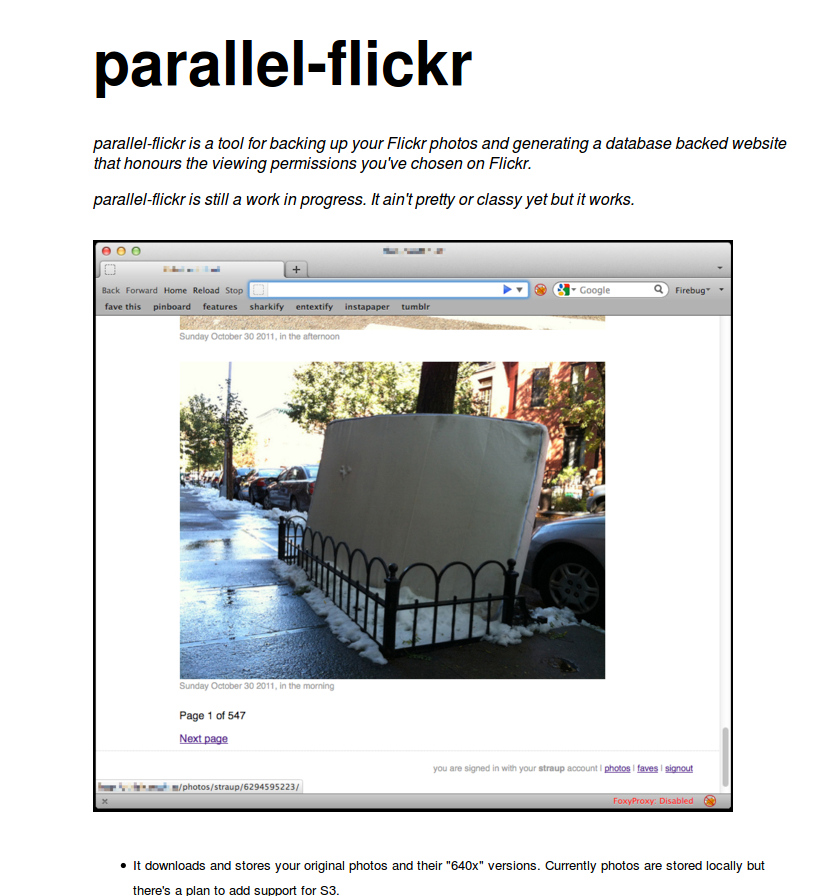 parallel-flickr
parallel-flickr is a tool for backing up your Flickr photos and generating a database backed website
that honours the viewing permissions you've chosen on Flickr.
parallel-flickr is still a work in progress. It ain't pretty or classy yet but it works.
Back Forward Home Reload Stop Google Firebug
fave this pinboard features sharkify entextify instapaper tumblr
Sunday October 30 2011, in the afternoon
Sunday October 30 2011, in the morning
Page 1 of 547
Next page
you are signed in with your straup account | photos | faves | signout
/photos/straup/6294595223/
FoxyProxy: Disabled
It downloads and stores your original photos and their "640x" versions. Currently photos are stored locally but
there's a plan to add support for S3.